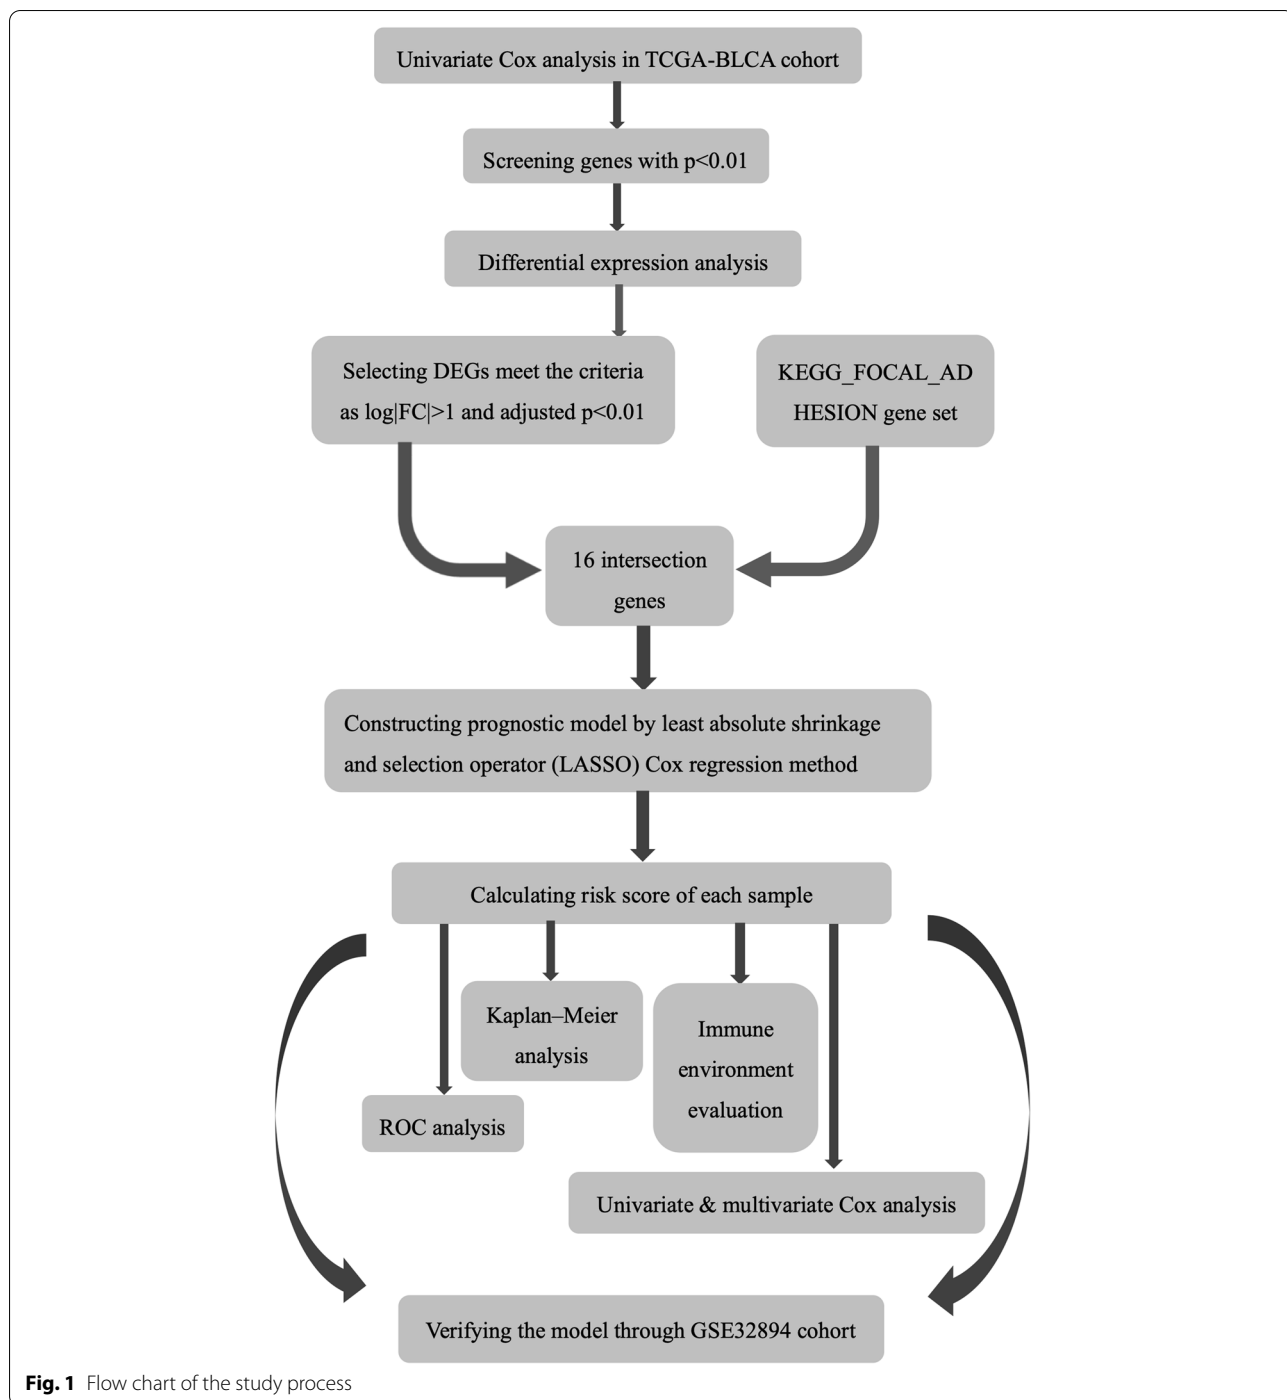 Univariate Cox analysis in TCGA-BLCA cohort
Screening genes with p<0.01
Differential expression analysis
Selecting DEGs meet the criteria
as log|FC|>1 and adjusted p<0.01
KEGG_FOCAL_AD
HESION gene set
16 intersection
genes
Constructing prognostic model by least absolute shrinkage
and selection operator (LASSO) Cox regression method
Calculating risk score of each sample
Kaplan–Meier
analysis
Immune
environment
evaluation
ROC analysis
Univariate & multivariate Cox analysis
Verifying the model through GSE32894 cohort
Fig. 1 Flow chart of the study process